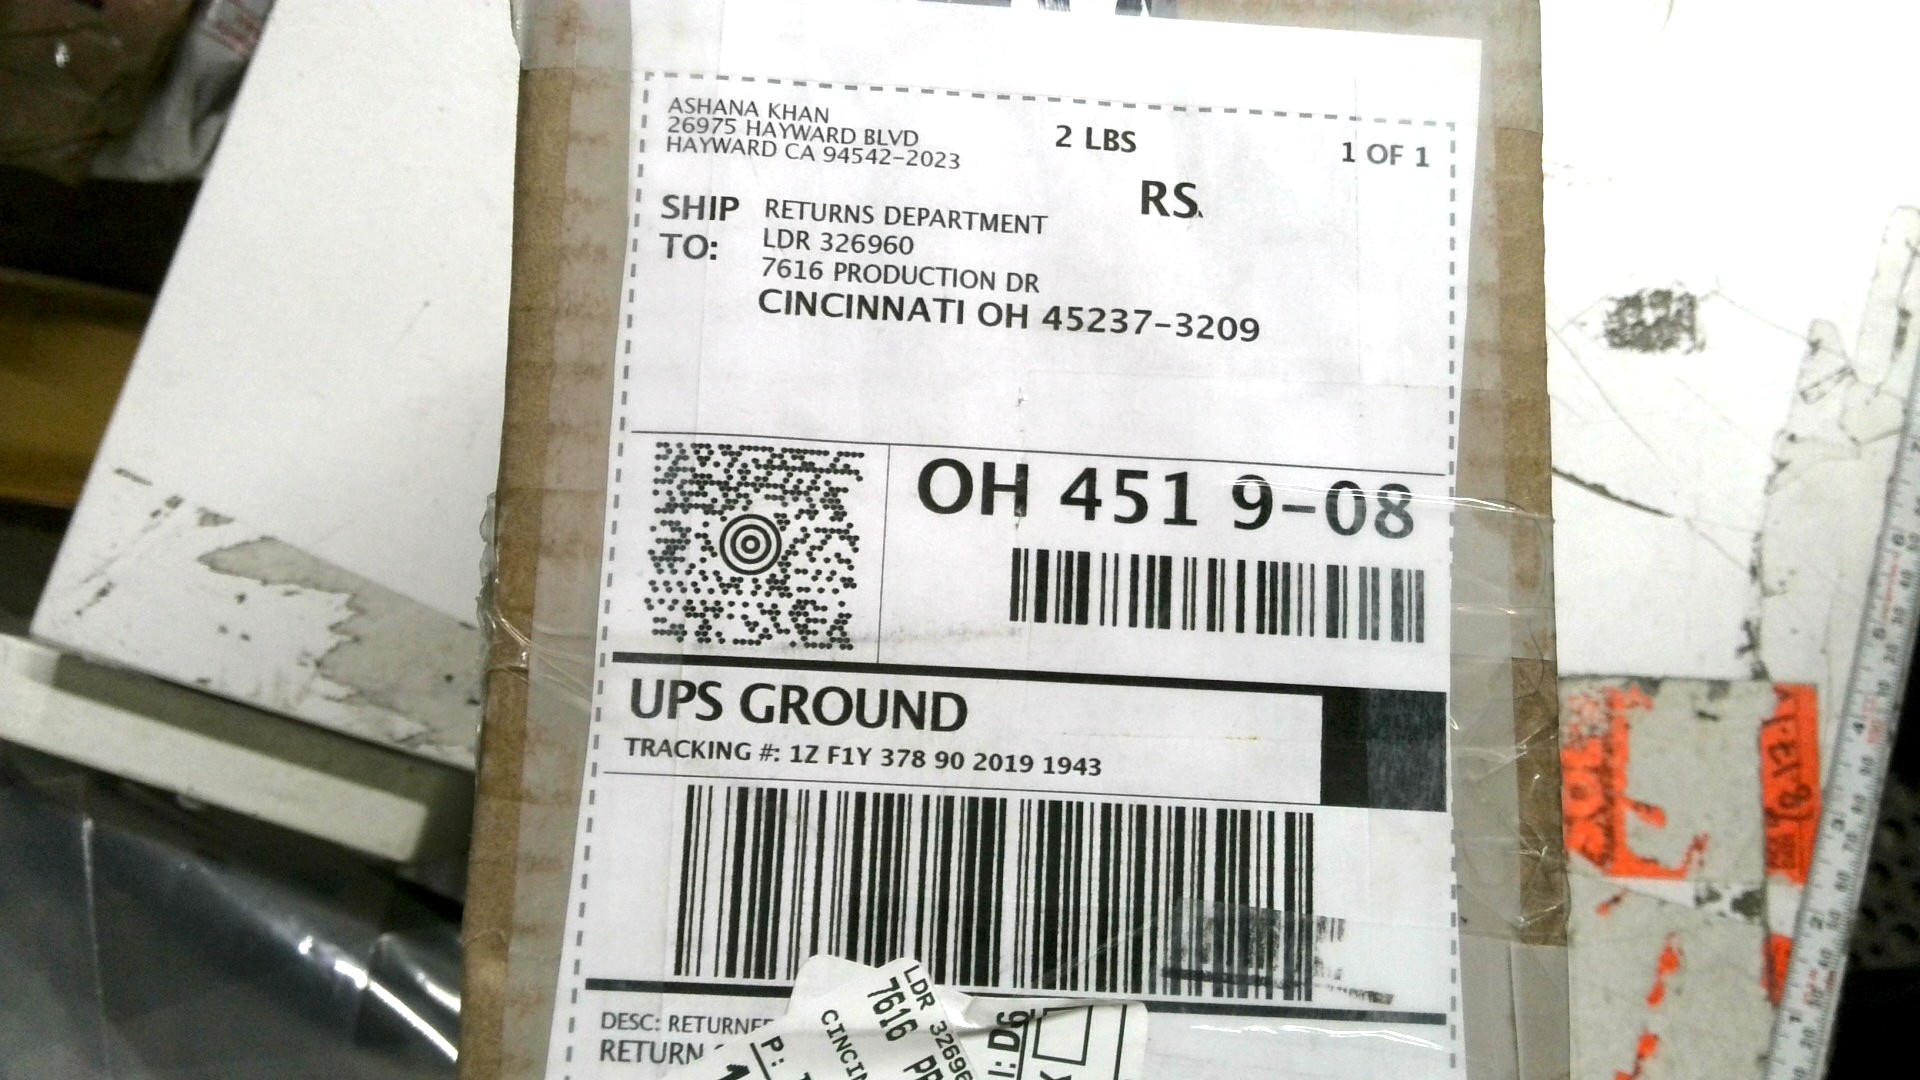 ASHANA KHAN
26975 HAYWARD BLVD
HAYWARD CA 94542-2023
2 LBS
1 OF 1
RS
SHIP TO:
RETURNS DEPARTMENT
LDR 326960
7616 PRODUCTION DR
CINCINNATI OH 45237-3209
OH 451 9-08
UPS GROUND
TRACKING #: 1Z F1Y 378 90 2019 1943
DESC: RETURNE
RETURN
LDR 32696
7616 PR
CINCIN
P: